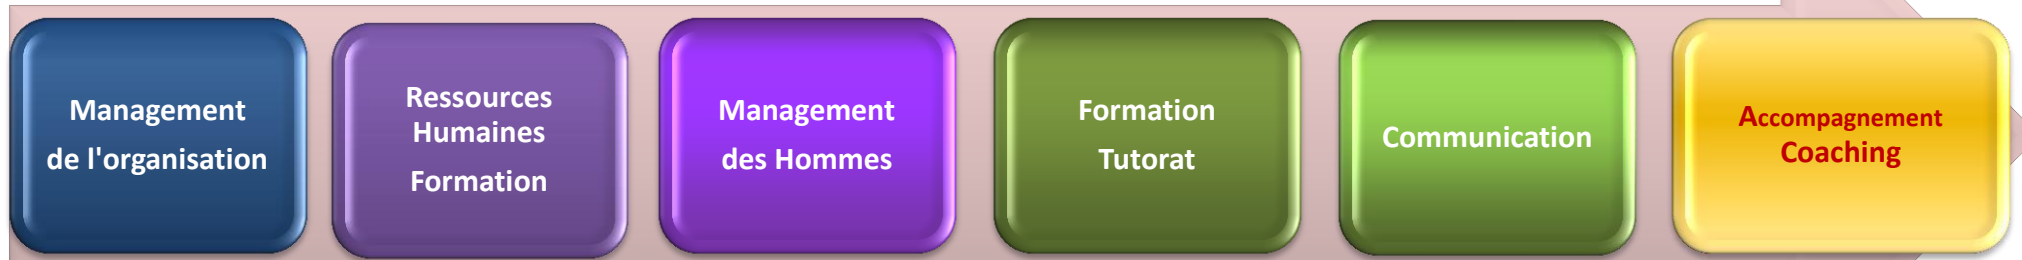 Management
de l'organisation
Ressources
Humaines
Formation
Management
des Hommes
Formation
Tutorat
Communication
Accompagnement
Coaching